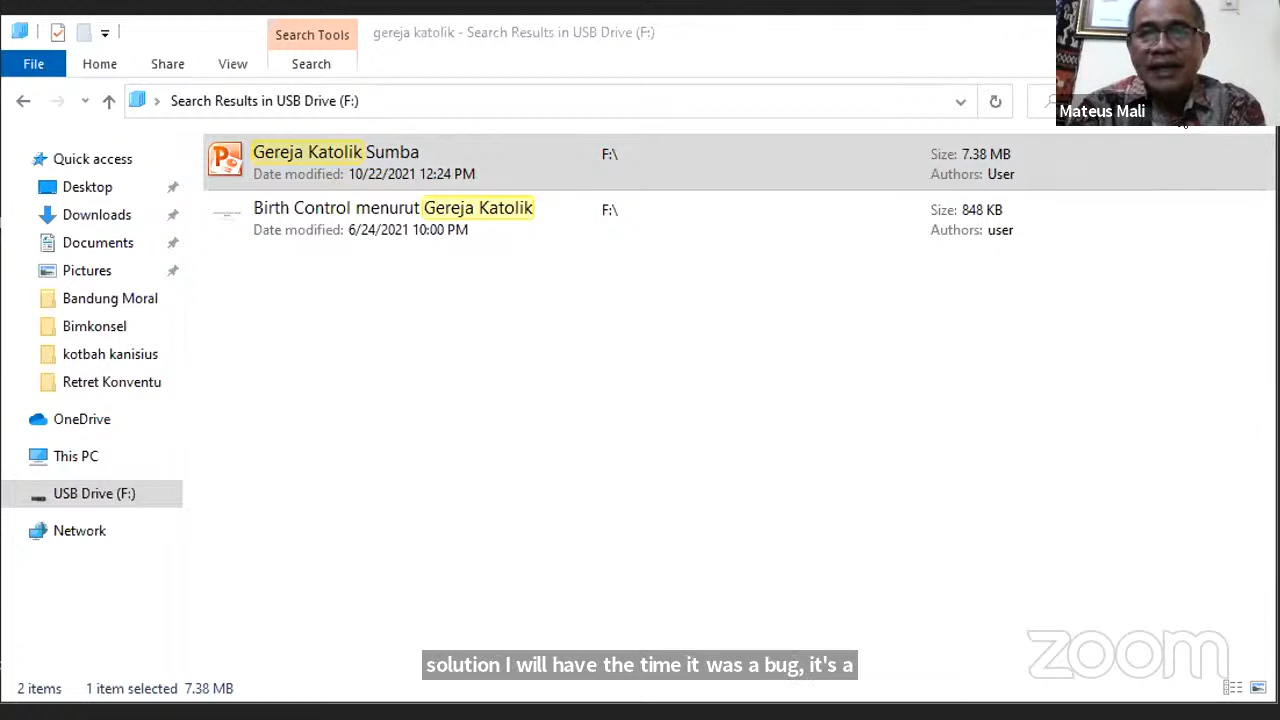 Search Tools
gereja katolik - Search Results in USB Drive (F:)
File
Home
Share
View
Search
Search Results in USB Drive (F:)
Mateus Mali
Quick access
Desktop
Downloads
Documents
Pictures
Bandung Moral
Bimkonsel
kotbah kanisius
Retret Konventu
OneDrive
This PC
USB Drive (F:)
Network
Gereja Katolik Sumba
F:\
Size: 7.38 MB
Date modified: 10/22/2021 12:24 PM
Authors: User
Birth Control menurut Gereja Katolik
F:\
Size: 848 KB
Date modified: 6/24/2021 10:00 PM
Authors: user
solution I will have the time it was a bug, it's a
zoom
2 items
1 item selected 7.38 MB